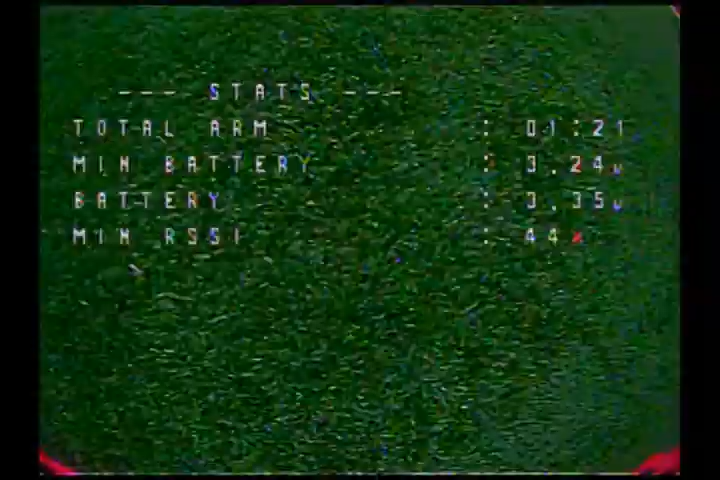 --- STATS ---
TOTAL ARM : 01:21
MIN BATTERY : 3.24V
BATTERY : 3.35V
MIN RSSI : 44%